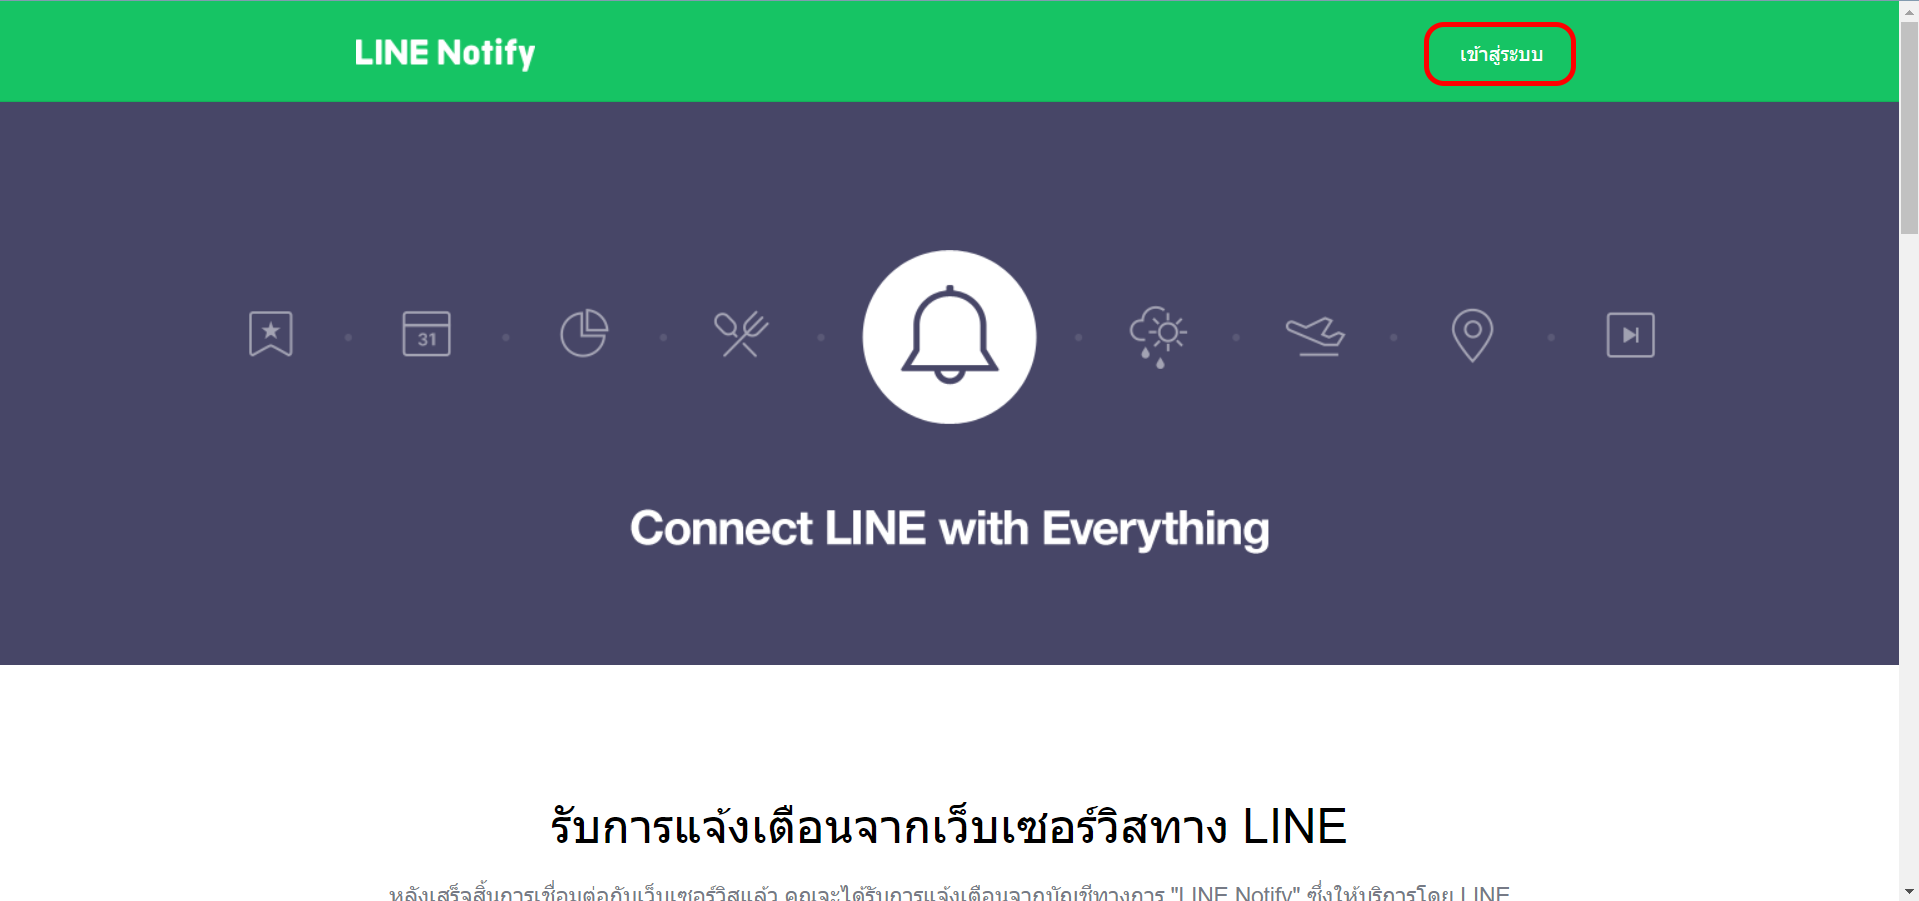 LINE Notify
เข้าสู่ระบบ
31
Connect LINE with Everything
รับการแจ้งเตือนจากเว็บเซอร์วิสทาง LINE
หลังเสร็จสิ้นการเชื่อมต่อกับเว็บเซอร์วิสแล้ว คุณจะได้รับการแจ้งเตือนจากบัญชีทางการ "LINE Notify" ซึ่งให้บริการโดย LINE